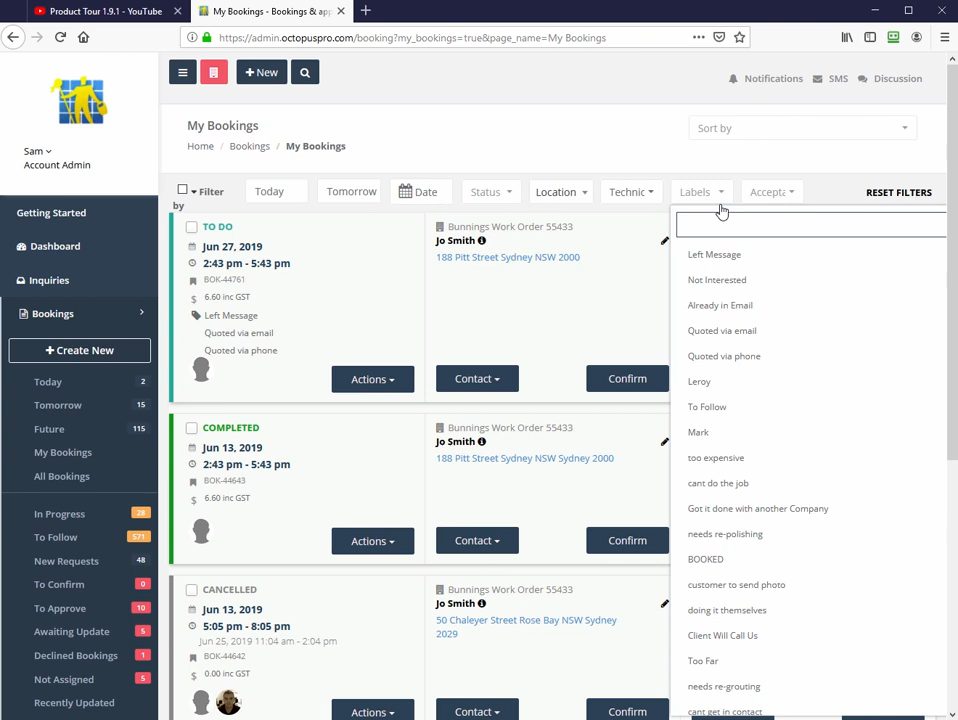 Product Tour 1.9.1 - YouTube
My Bookings - Bookings & app
https://admin.octopuspro.com/booking?my_bookings=true&page_name=My Bookings
Sam
Account Admin
Getting Started
Dashboard
Inquiries
Bookings
+ Create New
Today 2
Tomorrow 15
Future 115
My Bookings
All Bookings
In Progress 28
To Follow 571
New Requests 48
To Confirm 0
To Approve 10
Awaiting Update 5
Declined Bookings 1
Not Assigned 5
Recently Updated
+ New
Notifications SMS Discussion
My Bookings
Home / Bookings / My Bookings
Sort by
Filter by
Today
Tomorrow
Date
Status
Location
Technic
Labels
Accepta
RESET FILTERS
TO DO
Jun 27, 2019
2:43 pm - 5:43 pm
BOK-44761
$ 6.60 inc GST
Left Message
Quoted via email
Quoted via phone
Actions
Bunnings Work Order 55433
Jo Smith
188 Pitt Street Sydney NSW 2000
Contact
Confirm
COMPLETED
Jun 13, 2019
2:43 pm - 5:43 pm
BOK-44643
$ 6.60 inc GST
Actions
Bunnings Work Order 55433
Jo Smith
188 Pitt Street Sydney NSW Sydney 2000
Contact
Confirm
CANCELLED
Jun 13, 2019
5:05 pm - 8:05 pm
Jun 25, 2019 11:04 am - 2:04 pm
BOK-44642
$ 0.00 inc GST
Actions
Bunnings Work Order 55433
Jo Smith
50 Chaleyer Street Rose Bay NSW Sydney
2029
Contact
Confirm
Left Message
Not Interested
Already in Email
Quoted via email
Quoted via phone
Leroy
To Follow
Mark
too expensive
cant do the job
Got it done with another Company
needs re-polishing
BOOKED
customer to send photo
doing it themselves
Client Will Call Us
Too Far
needs re-grouting
cant get in contact